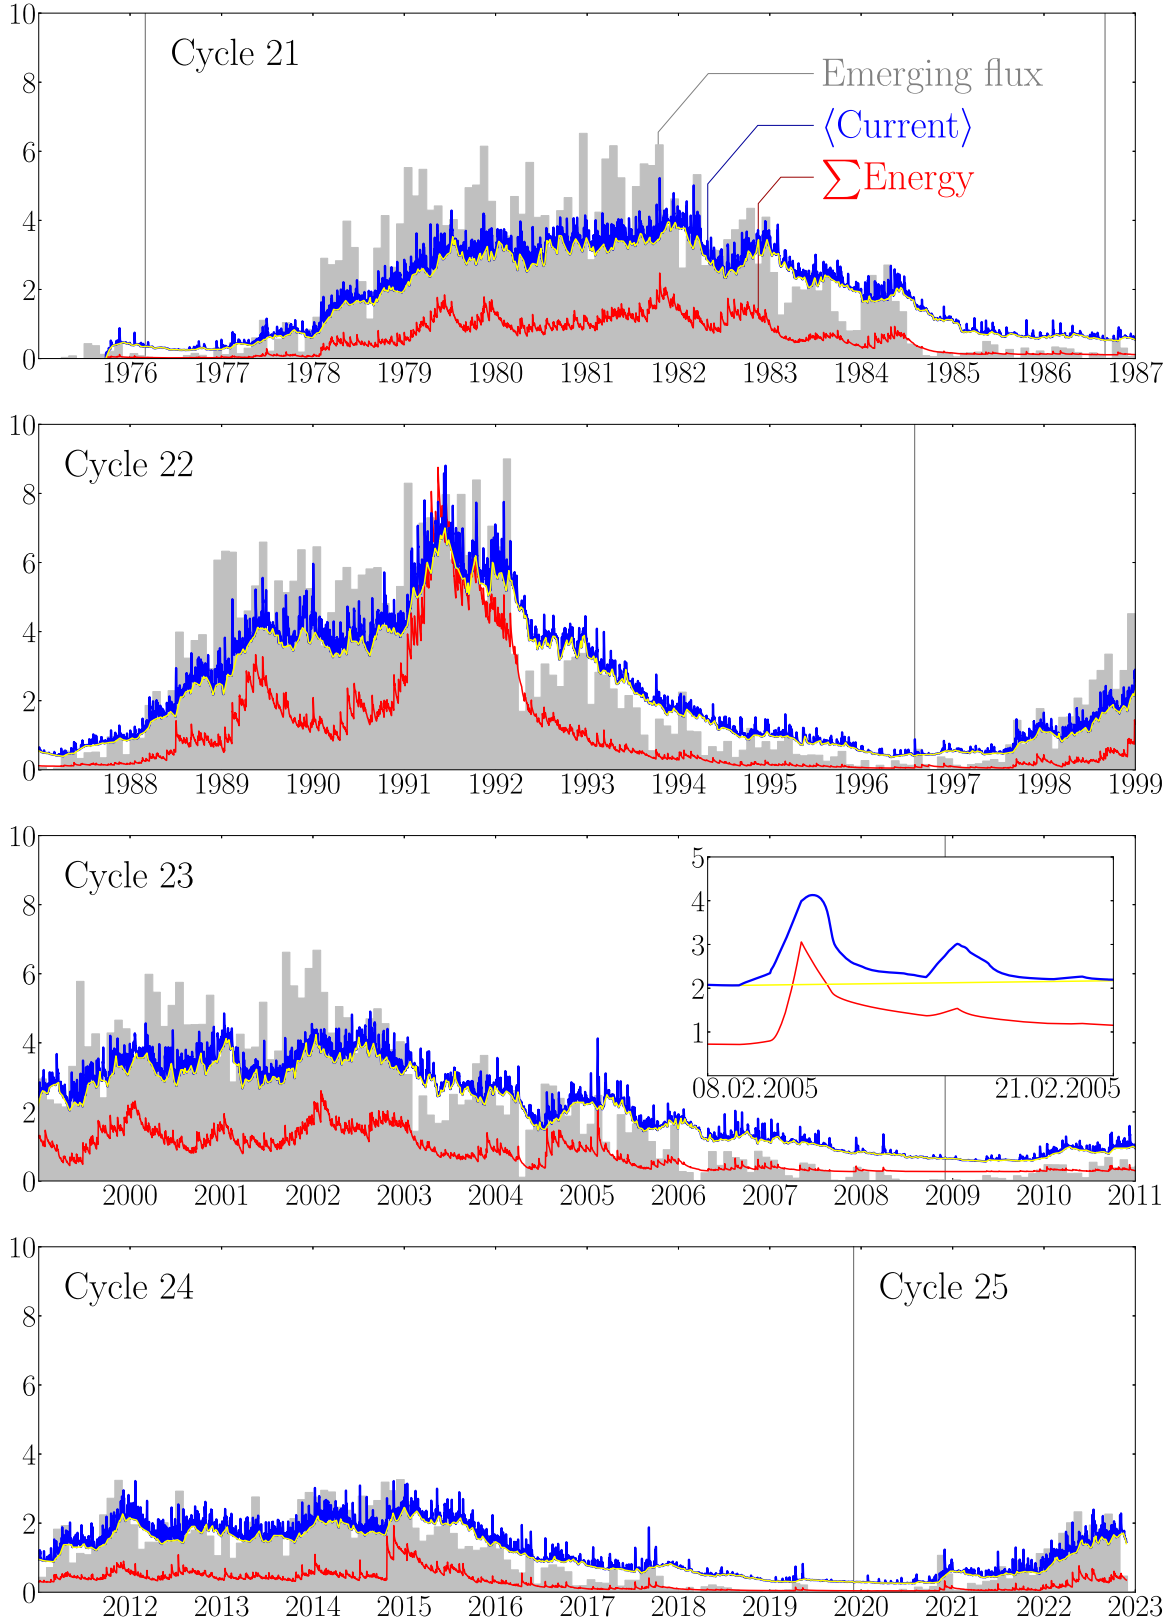 10
Cycle 21
Emerging flux
8
⟨Current⟩
6
∑Energy
4
2
0
1976 1977 1978 1979 1980 1981 1982 1983 1984 1985 1986 1987
10
Cycle 22
8
6
4
2
0
1988 1989 1990 1991 1992 1993 1994 1995 1996 1997 1998 1999
10
Cycle 23
8
6
4
2
0
5
4
3
2
1
08.02.2005 21.02.2005
2000 2001 2002 2003 2004 2005 2006 2007 2008 2009 2010 2011
10
Cycle 24 Cycle 25
8
6
4
2
0
2012 2013 2014 2015 2016 2017 2018 2019 2020 2021 2022 2023